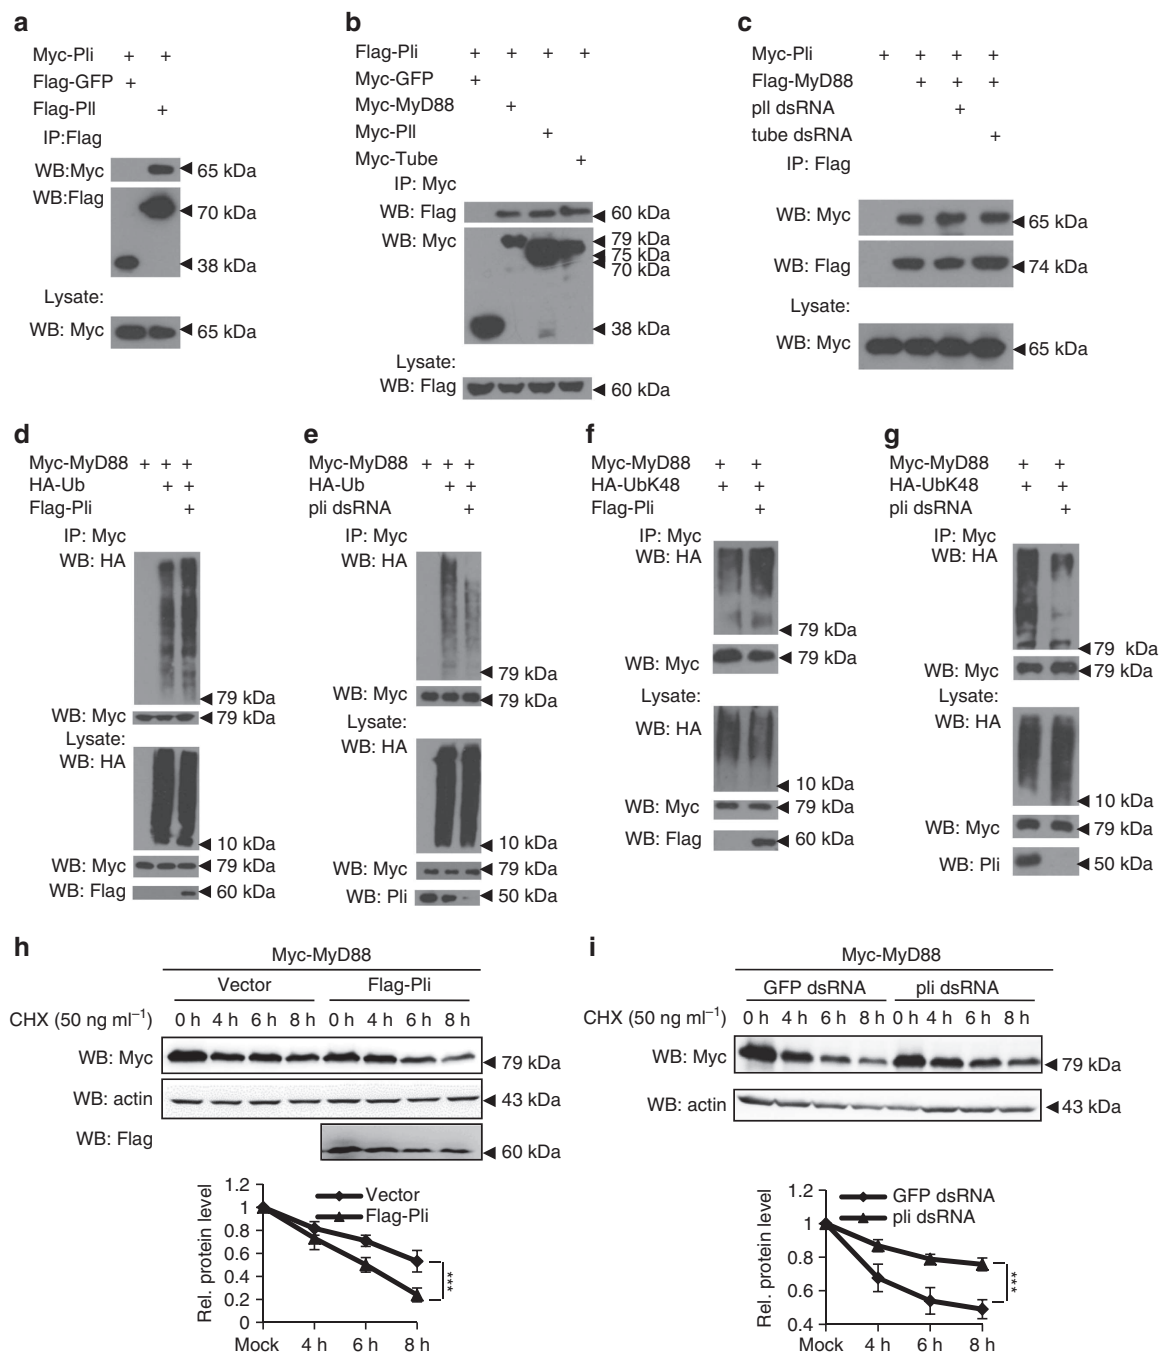 a
Myc-Pli + +
Flag-GFP +
Flag-Pll +
IP:Flag
WB:Myc ◄ 65 kDa
WB:Flag ◄ 70 kDa
◄ 38 kDa
Lysate:
WB: Myc ◄ 65 kDa
b
Flag-Pli + + + +
Myc-GFP +
Myc-MyD88 +
Myc-Pll +
Myc-Tube +
IP: Myc
WB: Flag ◄ 60 kDa
WB: Myc ◄ 79 kDa
◄ 75 kDa
◄ 70 kDa
◄ 38 kDa
Lysate:
WB: Flag ◄ 60 kDa
c
Myc-Pli + + + +
Flag-MyD88 + + +
pll dsRNA +
tube dsRNA +
IP: Flag
WB: Myc ◄ 65 kDa
WB: Flag ◄ 74 kDa
Lysate:
WB: Myc ◄ 65 kDa
d
Myc-MyD88 + + +
HA-Ub + +
Flag-Pli +
IP: Myc
WB: HA
◄ 79 kDa
WB: Myc ◄ 79 kDa
Lysate:
WB: HA
◄ 10 kDa
WB: Myc ◄ 79 kDa
WB: Flag ◄ 60 kDa
e
Myc-MyD88 + + +
HA-Ub + +
pli dsRNA +
IP: Myc
WB: HA
◄ 79 kDa
WB: Myc ◄ 79 kDa
Lysate:
WB: HA
◄ 10 kDa
WB: Myc ◄ 79 kDa
WB: Pli ◄ 50 kDa
f
Myc-MyD88 + +
HA-UbK48 + +
Flag-Pli +
IP: Myc
WB: HA
◄ 79 kDa
WB: Myc ◄ 79 kDa
Lysate:
WB: HA
◄ 10 kDa
WB: Myc ◄ 79 kDa
WB: Flag ◄ 60 kDa
g
Myc-MyD88 + +
HA-UbK48 + +
pli dsRNA +
IP: Myc
WB: HA
◄ 79 kDa
WB: Myc ◄ 79 kDa
Lysate:
WB: HA
◄ 10 kDa
WB: Myc ◄ 79 kDa
WB: Pli ◄ 50 kDa
h
Myc-MyD88
Vector Flag-Pli
CHX (50 ng ml⁻¹) 0 h 4 h 6 h 8 h 0 h 4 h 6 h 8 h
WB: Myc ◄ 79 kDa
WB: actin ◄ 43 kDa
WB: Flag ◄ 60 kDa
Rel. protein level
1.2
1
0.8
0.6
0.4
0.2
0
Vector
Flag-Pli
***
Mock 4 h 6 h 8 h
i
Myc-MyD88
GFP dsRNA pli dsRNA
CHX (50 ng ml⁻¹) 0 h 4 h 6 h 8 h 0 h 4 h 6 h 8 h
WB: Myc ◄ 79 kDa
WB: actin ◄ 43 kDa
Rel. protein level
1.2
1.0
0.8
0.6
0.4
GFP dsRNA
pli dsRNA
***
Mock 4 h 6 h 8 h